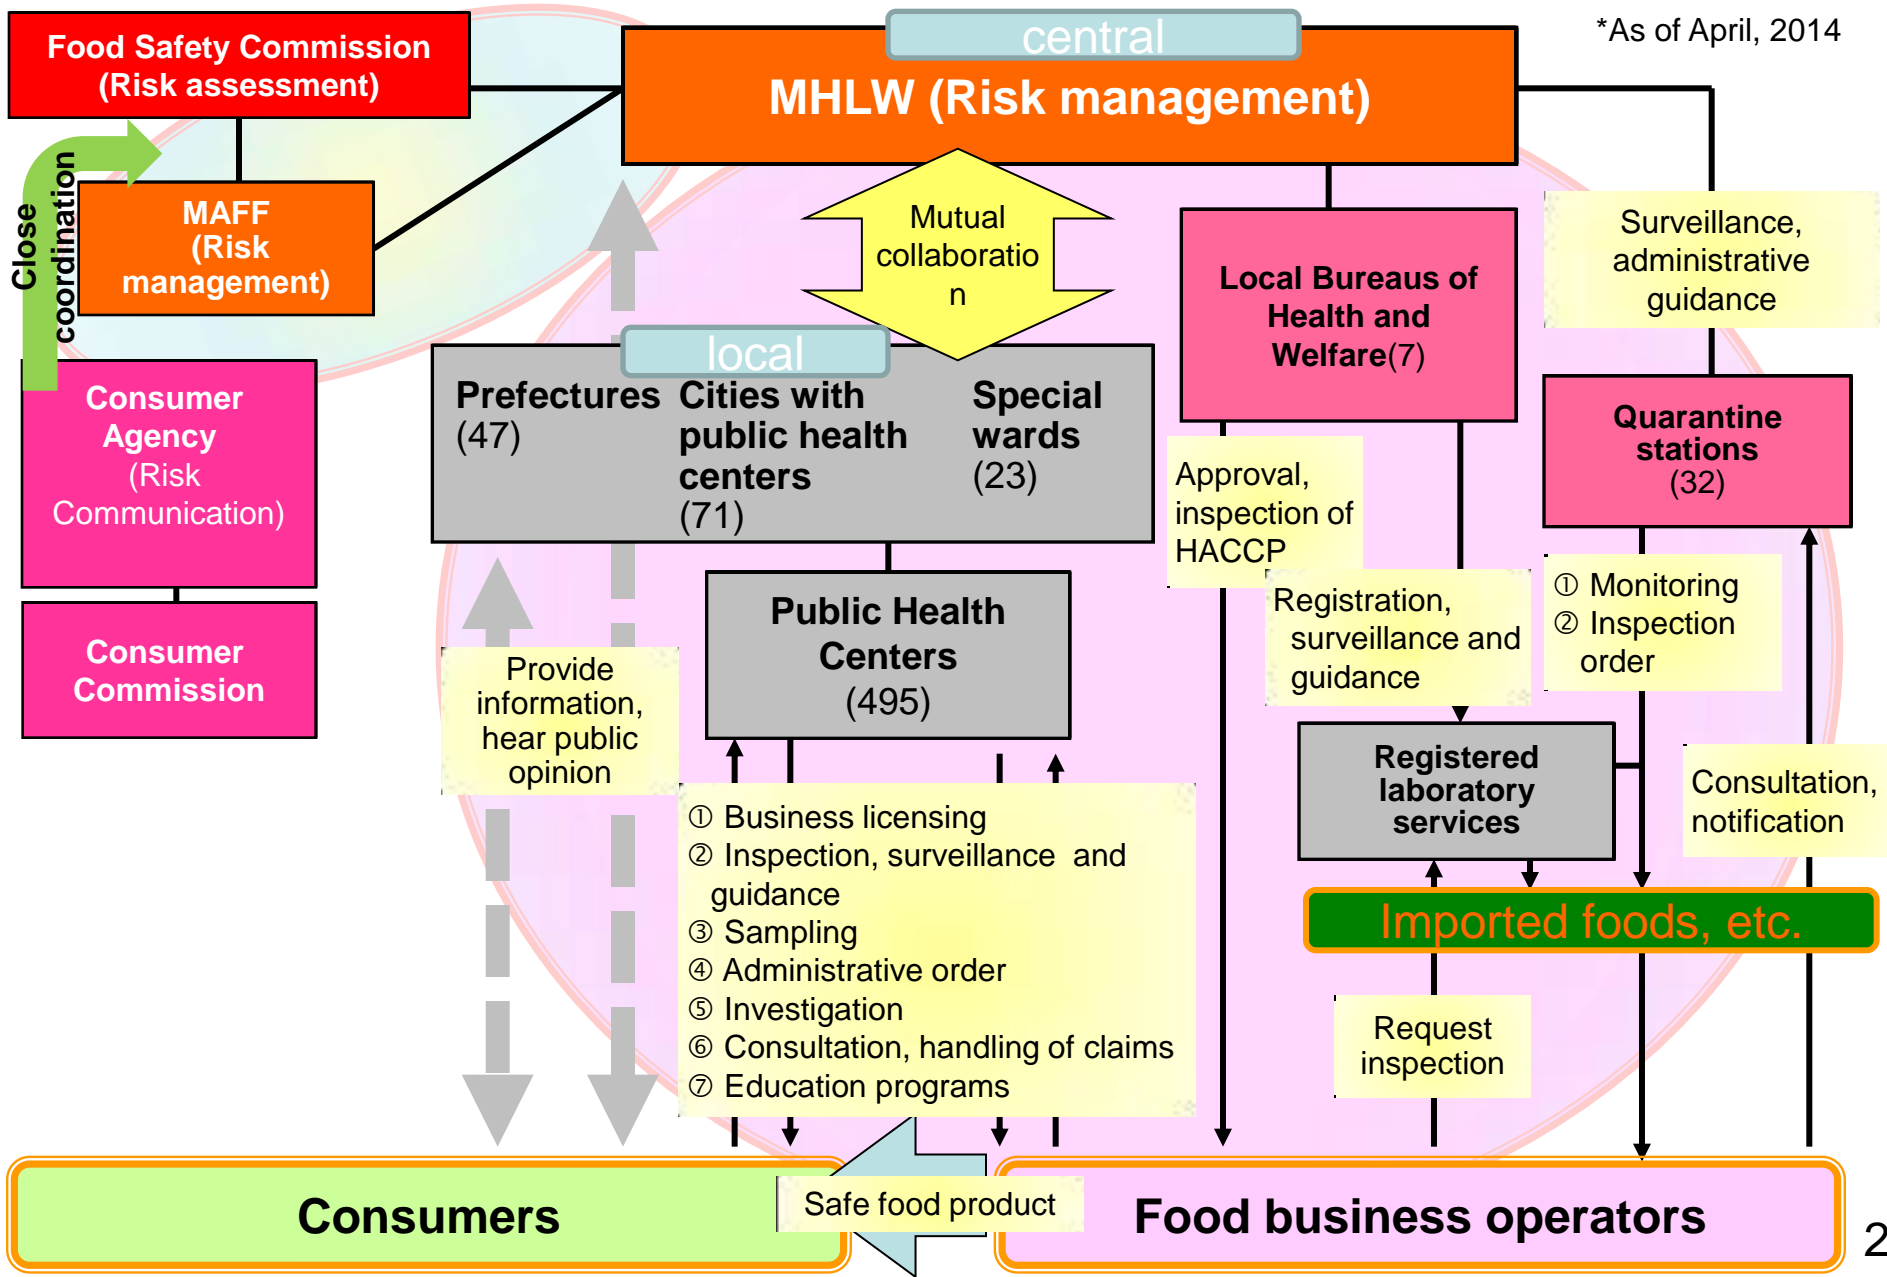 *As of April, 2014
Food Safety Commission
(Risk assessment)
central
MHLW (Risk management)
Close
coordination
MAFF
(Risk
management)
Mutual
collaboratio
n
Local Bureaus of
Health and
Welfare(7)
Surveillance,
administrative
guidance
Consumer
Agency
(Risk
Communication)
Consumer
Commission
local
Prefectures
(47)
Cities with
public health
centers
(71)
Special
wards
(23)
Quarantine
stations
(32)
Approval,
inspection of
HACCP
Registration,
surveillance and
guidance
① Monitoring
② Inspection
order
Public Health
Centers
(495)
Provide
information,
hear public
opinion
Registered
laboratory
services
Consultation,
notification
① Business licensing
② Inspection, surveillance  and
guidance
③ Sampling
④ Administrative order
⑤ Investigation
⑥ Consultation, handling of claims
⑦ Education programs
Imported foods, etc.
Request
inspection
Consumers
Safe food product
Food business operators
2